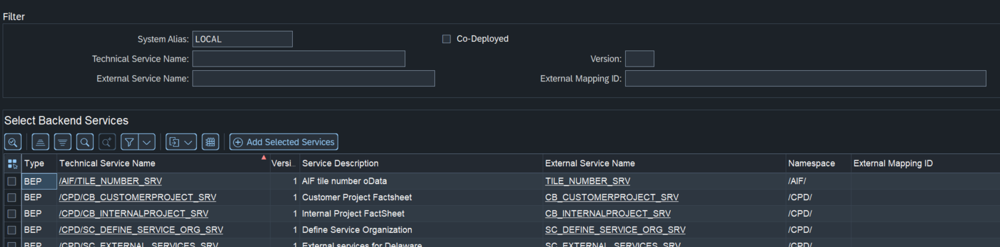 Filter
System Alias: LOCAL Co-Deployed
Technical Service Name: Version:
External Service Name: External Mapping ID:
Select Backend Services
Add Selected Services
Type Technical Service Name Versi... Service Description External Service Name Namespace External Mapping ID
BEP /AIF/TILE_NUMBER_SRV 1 AIF tile number oData TILE_NUMBER_SRV /AIF/
BEP /CPD/CB_CUSTOMERPROJECT_SRV 1 Customer Project Factsheet CB_CUSTOMERPROJECT_SRV /CPD/
BEP /CPD/CB_INTERNALPROJECT_SRV 1 Internal Project FactSheet CB_INTERNALPROJECT_SRV /CPD/
BEP /CPD/SC_DEFINE_SERVICE_ORG_SRV 1 Define Service Organization SC_DEFINE_SERVICE_ORG_SRV /CPD/
BEP /CPD/SC_EXTERNAL_SERVICES_SRV 1 External services for Delaware SC_EXTERNAL_SERVICES_SRV /CPD/